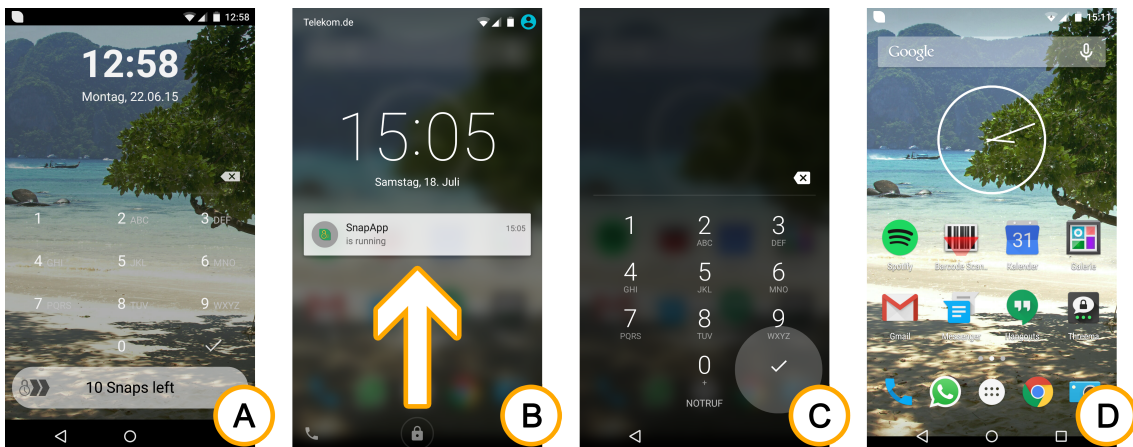 12:58
12:58
Montag, 22.06.15
1
2 ABC
3 DEF
4 GHI
5 JKL
6 MNO
7 PQRS
8 TUV
9 WXYZ
0
10 Snaps left
A
Telekom.de
15:05
Samstag, 18. Juli
SnapApp 15:05
is running
B
1
2
ABC
3
DEF
4
GHI
5
JKL
6
MNO
7
PQRS
8
TUV
9
WXYZ
0
+
NOTRUF
C
15:11
Google
31
Spotify
Barcode Scan..
Kalender
Galerie
Gmail
Messenger
Hangouts
Threema
D